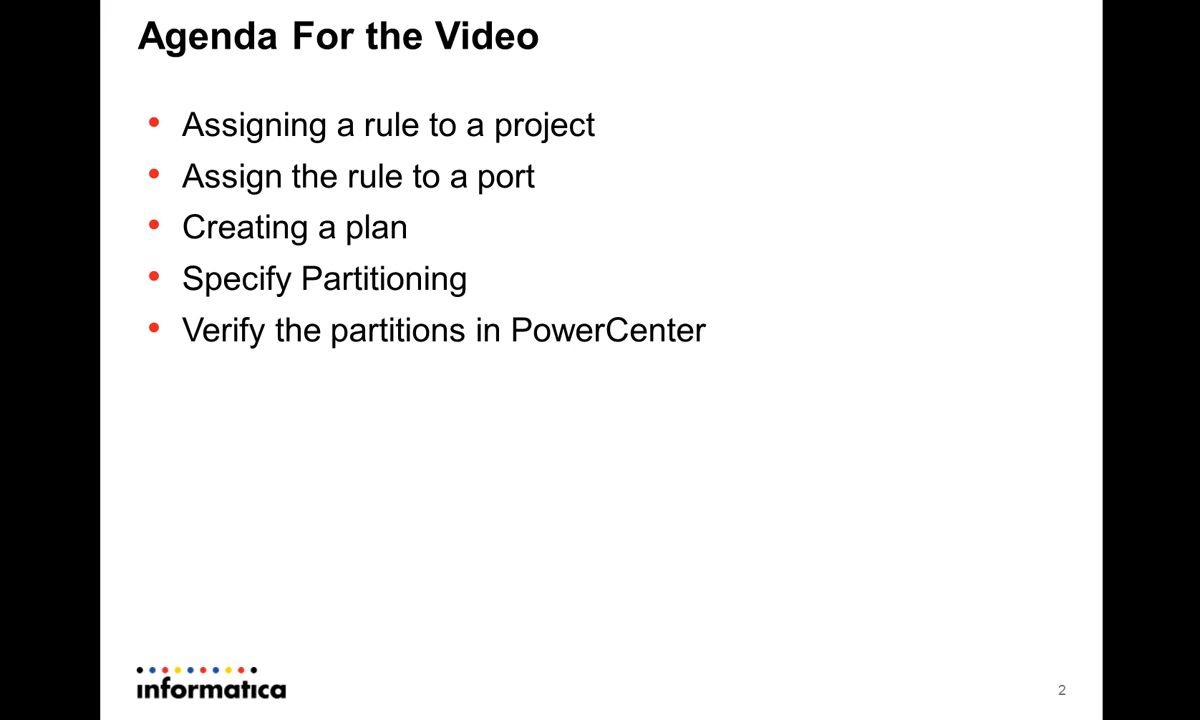 Agenda For the Video
• Assigning a rule to a project
• Assign the rule to a port
• Creating a plan
• Specify Partitioning
• Verify the partitions in PowerCenter
informatica
2